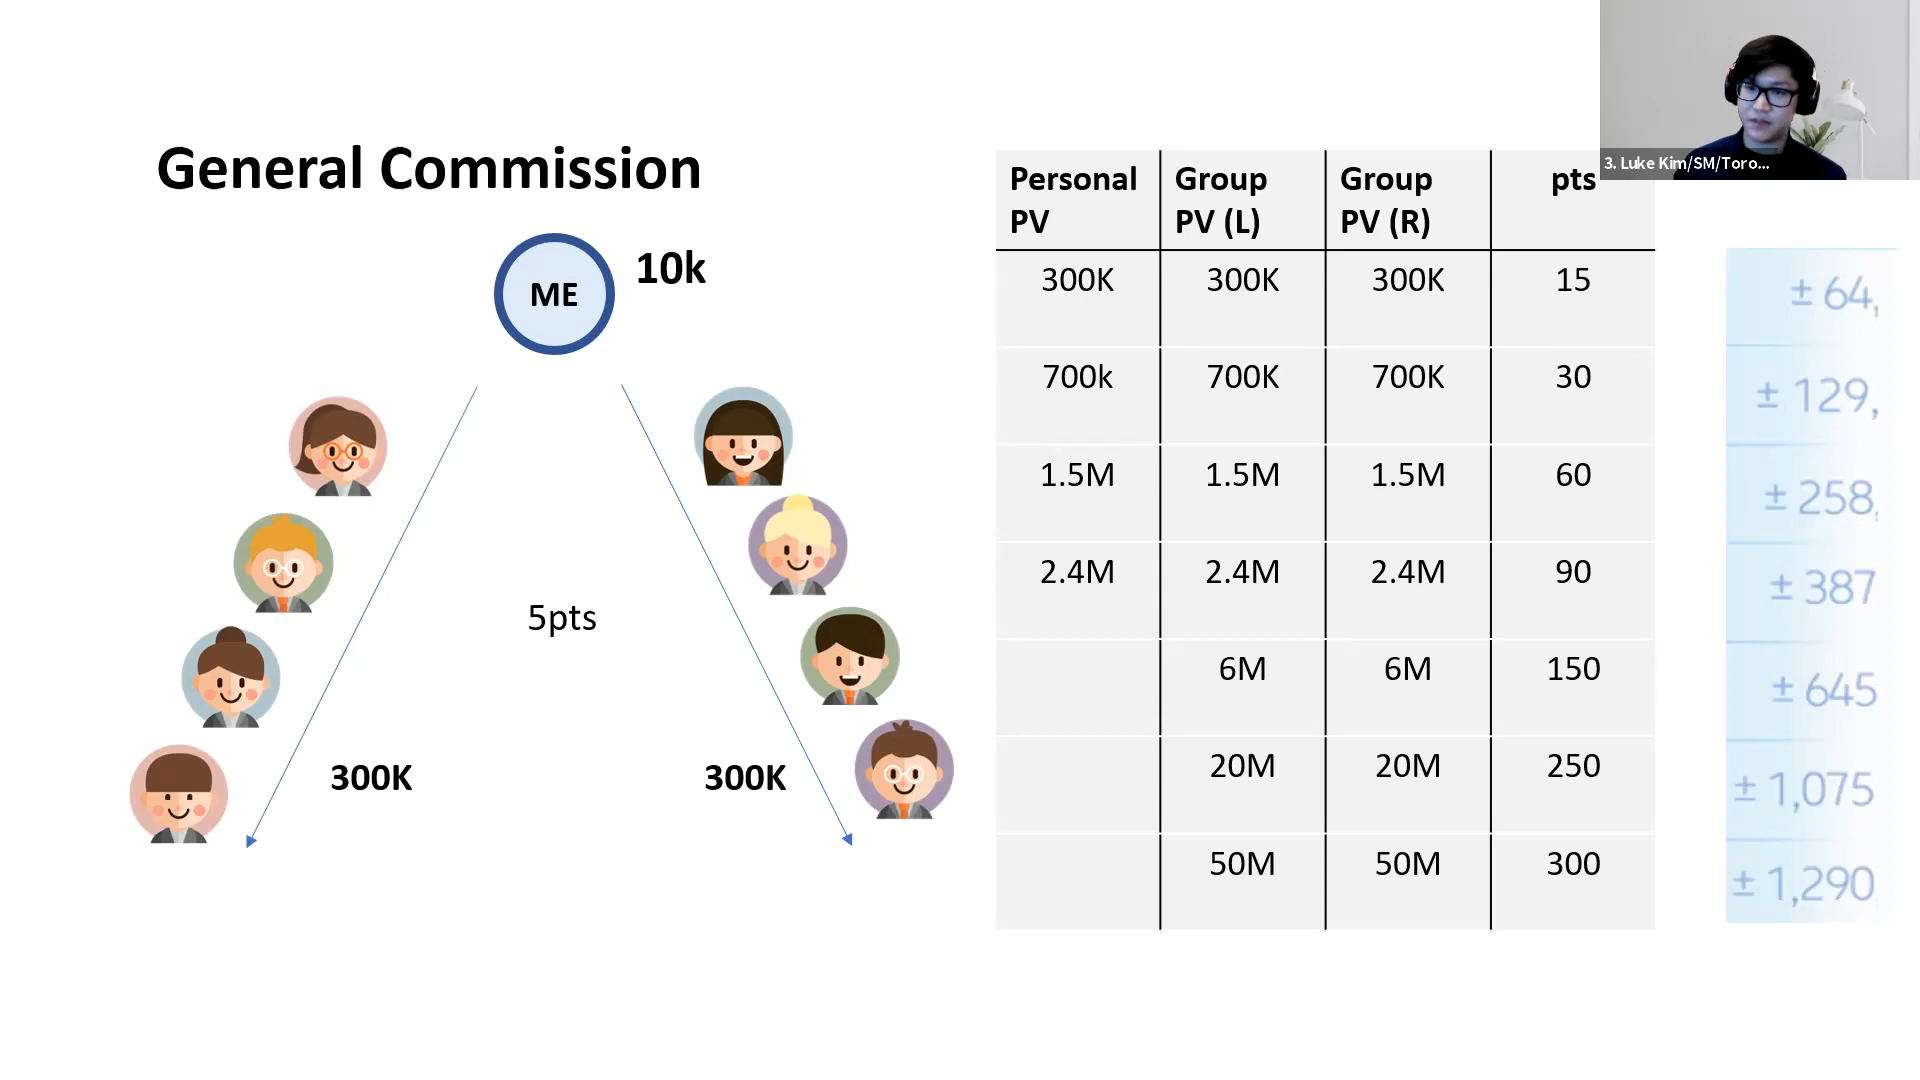 General Commission
ME
10k
5pts
300K
300K
Personal PV
Group PV (L)
Group PV (R)
pts
300K 300K 300K 15
700k 700K 700K 30
1.5M 1.5M 1.5M 60
2.4M 2.4M 2.4M 90
6M 6M 150
20M 20M 250
50M 50M 300
± 64,
± 129,
± 258,
± 387
± 645
± 1,075
± 1,290
3. Luke Kim/SM/Toro...